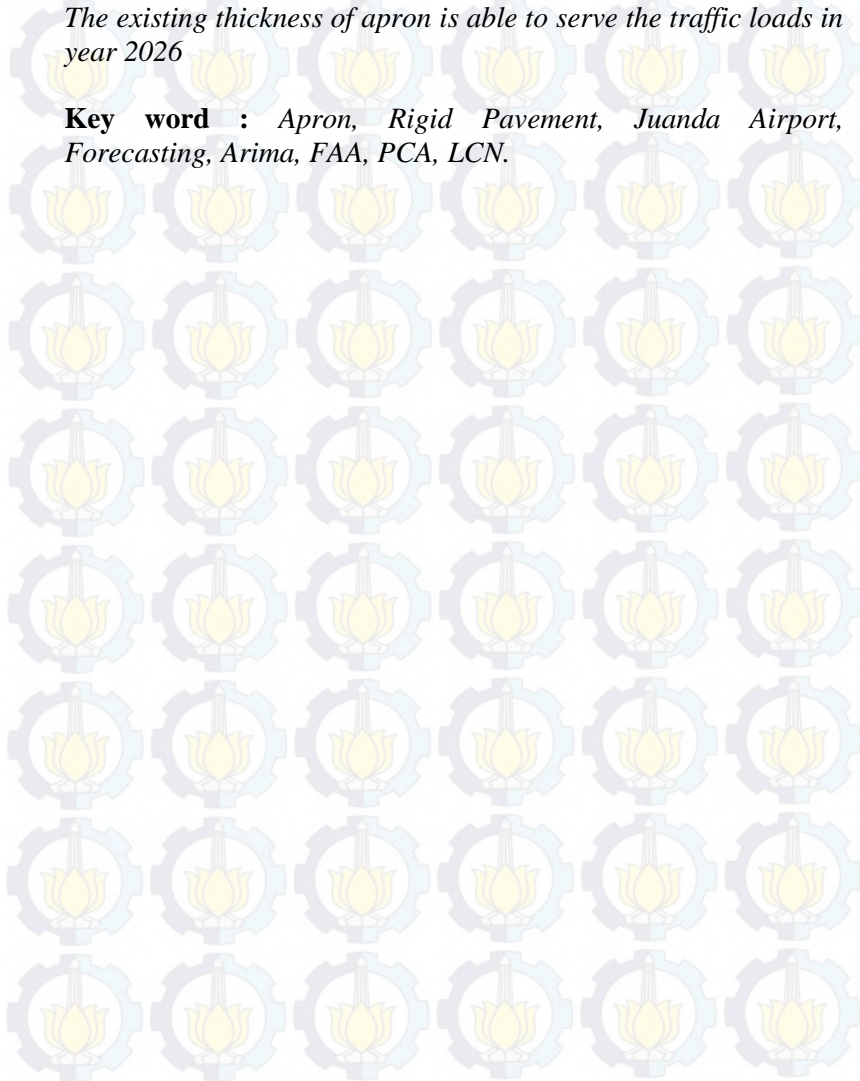 The existing thickness of apron is able to serve the traffic loads in
year 2026
Key word : Apron, Rigid Pavement, Juanda Airport,
Forecasting, Arima, FAA, PCA, LCN.